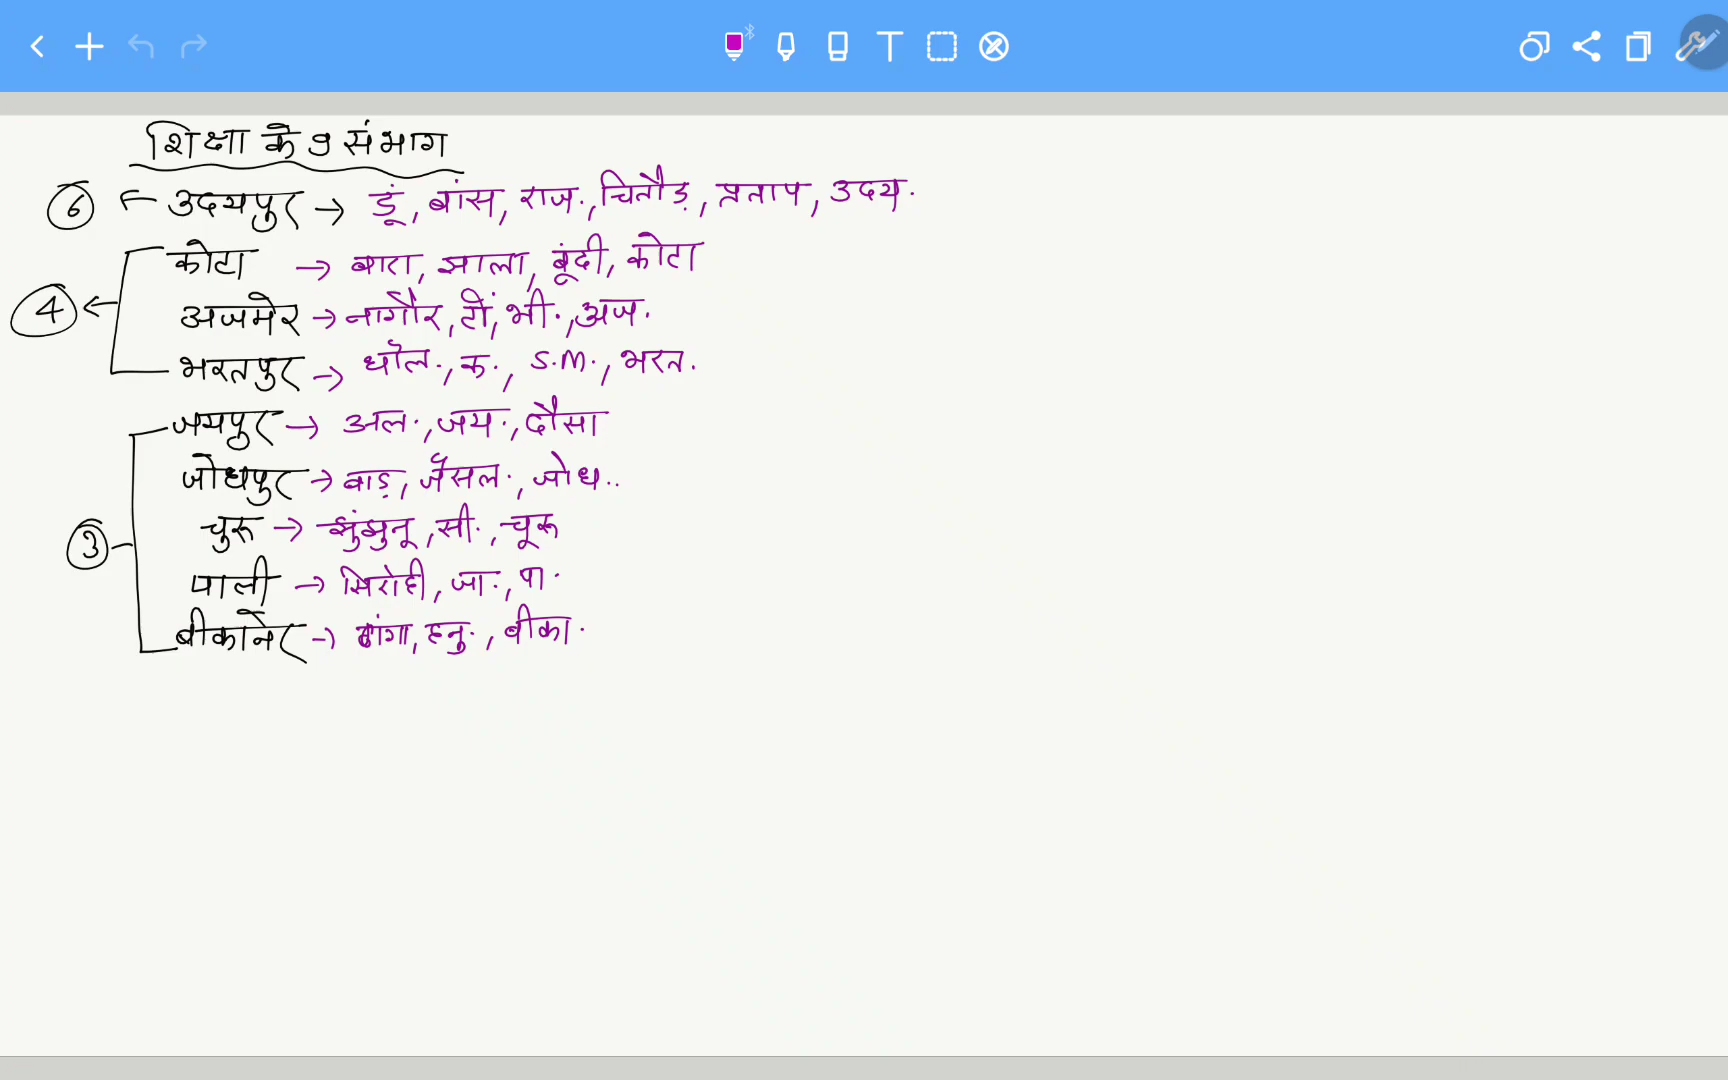 शिक्षा के 9 संभाग
⑥ उदयपुर → डूं, बांस, राज., चितौड़, प्रताप, उदय.
कोटा → बारा, झाला, बूंदी, कोटा
④ ← अजमेर → नागौर, टों, भी., अज.
भरतपुर → धौल., क., S.M., भरत.
जयपुर → अल., जय., दौसा
जोधपुर → बाड़, जैसल., जोध..
③ चुरू → झुंझुनू, सी., चूरू
पाली → सिरोही, जा., पा.
बीकानेर → गंगा, हनु., बीका.